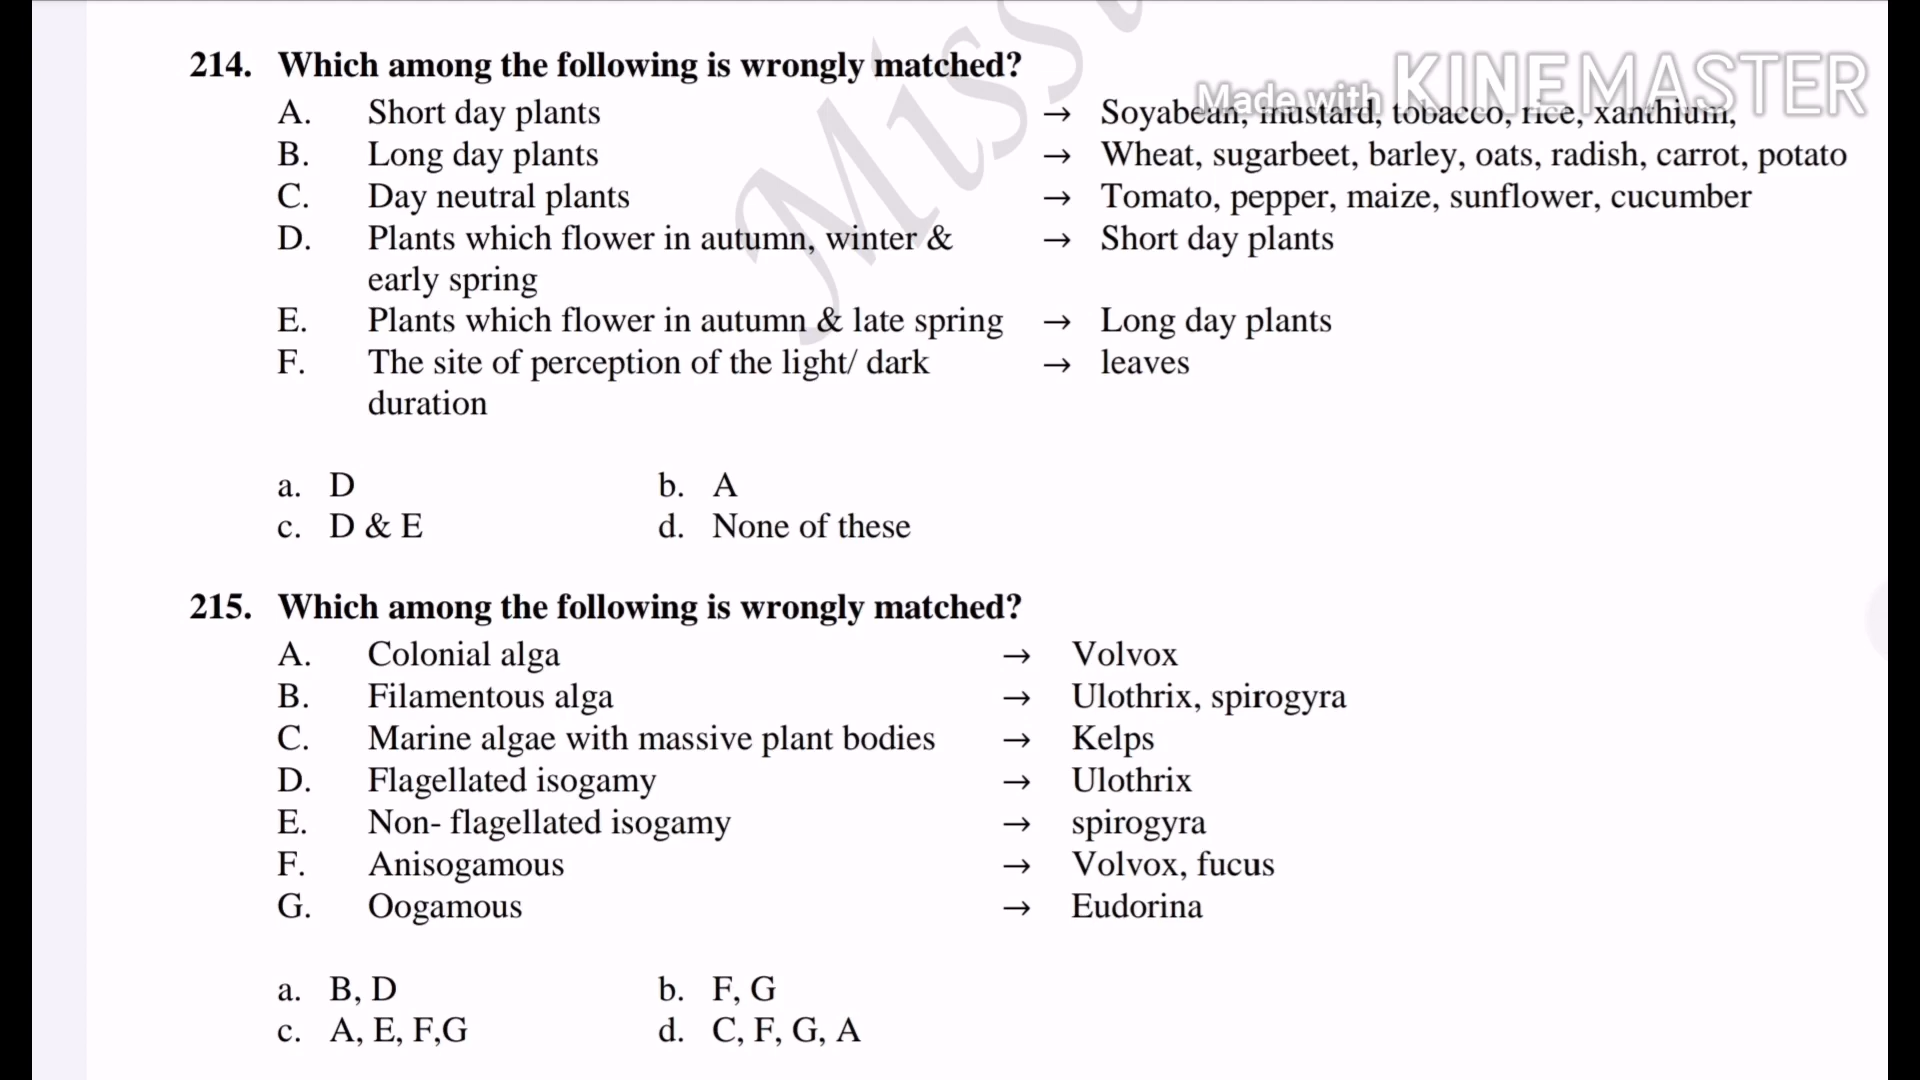 214. Which among the following is wrongly matched?
Made with KINEMASTER
A. Short day plants → Soyabean, mustard, tobacco, rice, xanthium,
B. Long day plants → Wheat, sugarbeet, barley, oats, radish, carrot, potato
C. Day neutral plants → Tomato, pepper, maize, sunflower, cucumber
D. Plants which flower in autumn, winter & → Short day plants
early spring
E. Plants which flower in autumn & late spring → Long day plants
F. The site of perception of the light/ dark → leaves
duration
a. D b. A
c. D & E d. None of these
215. Which among the following is wrongly matched?
A. Colonial alga → Volvox
B. Filamentous alga → Ulothrix, spirogyra
C. Marine algae with massive plant bodies → Kelps
D. Flagellated isogamy → Ulothrix
E. Non- flagellated isogamy → spirogyra
F. Anisogamous → Volvox, fucus
G. Oogamous → Eudorina
a. B, D b. F, G
c. A, E, F,G d. C, F, G, A